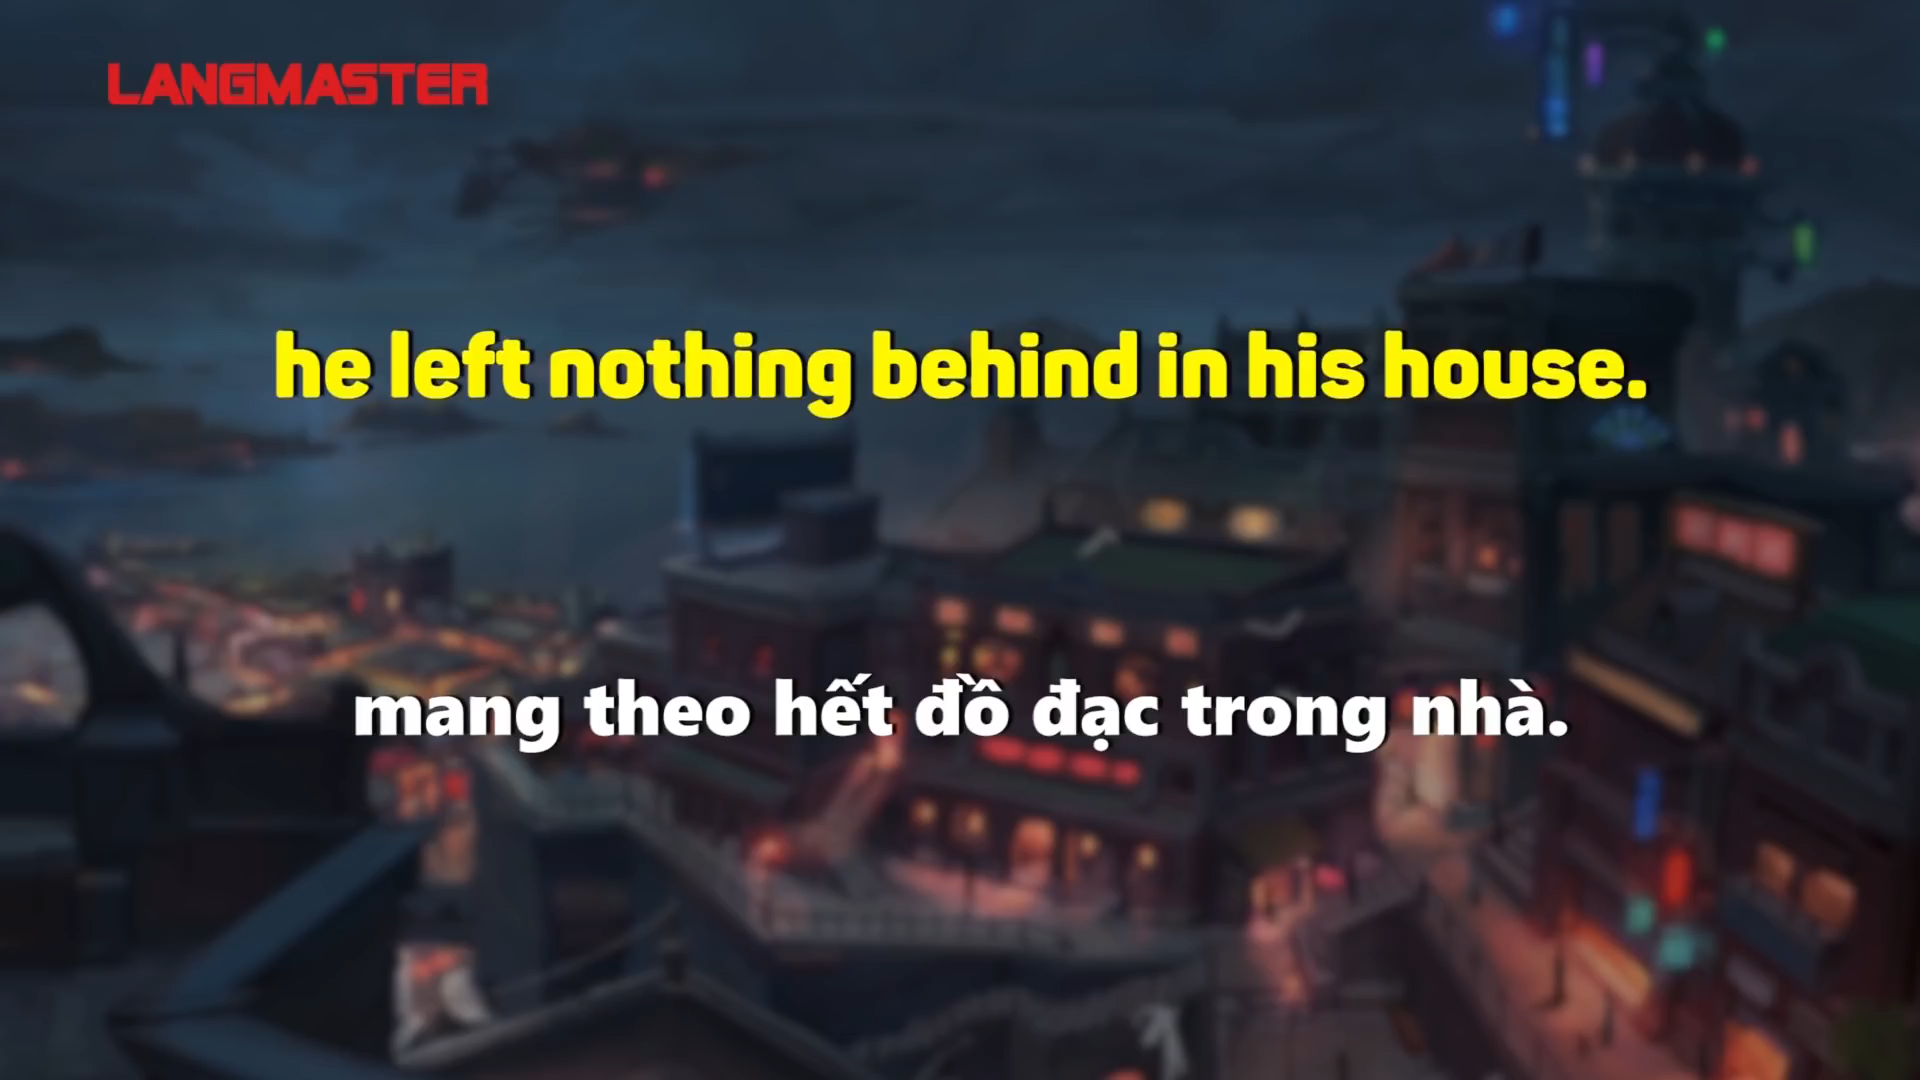 LANGMASTER
he left nothing behind in his house.
mang theo hết đồ đạc trong nhà.